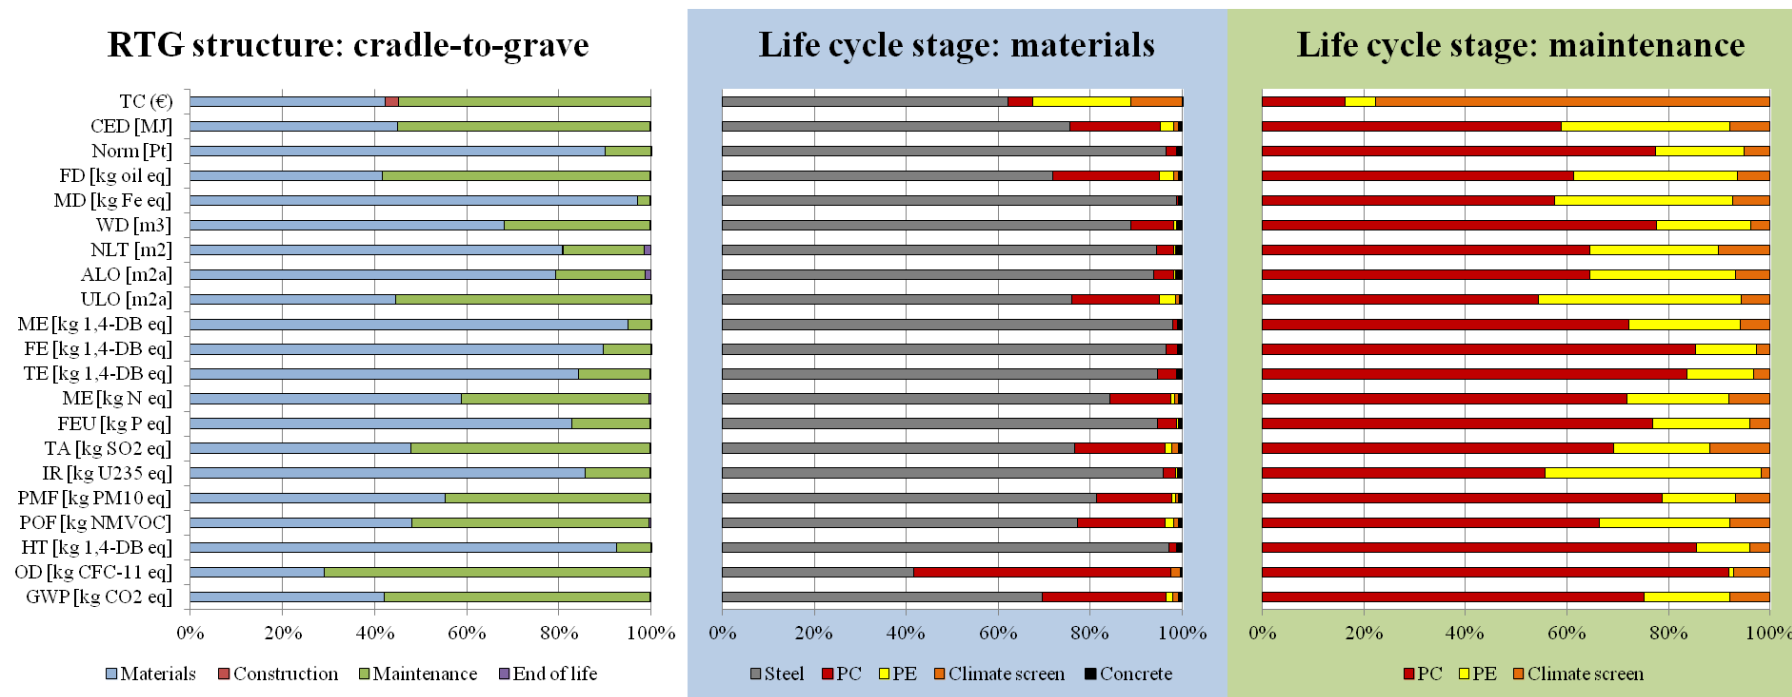 RTG structure: cradle-to-grave
TC (€)
CED [MJ]
Norm [Pt]
FD [kg oil eq]
MD [kg Fe eq]
WD [m3]
NLT [m2]
ALO [m2a]
ULO [m2a]
ME [kg 1,4-DB eq]
FE [kg 1,4-DB eq]
TE [kg 1,4-DB eq]
ME [kg N eq]
FEU [kg P eq]
TA [kg SO2 eq]
IR [kg U235 eq]
PMF [kg PM10 eq]
POF [kg NMVOC]
HT [kg 1,4-DB eq]
OD [kg CFC-11 eq]
GWP [kg CO2 eq]
0% 20% 40% 60% 80% 100%
Materials Construction Maintenance End of life
Life cycle stage: materials
0% 20% 40% 60% 80% 100%
Steel PC PE Climate screen Concrete
Life cycle stage: maintenance
0% 20% 40% 60% 80% 100%
PC PE Climate screen